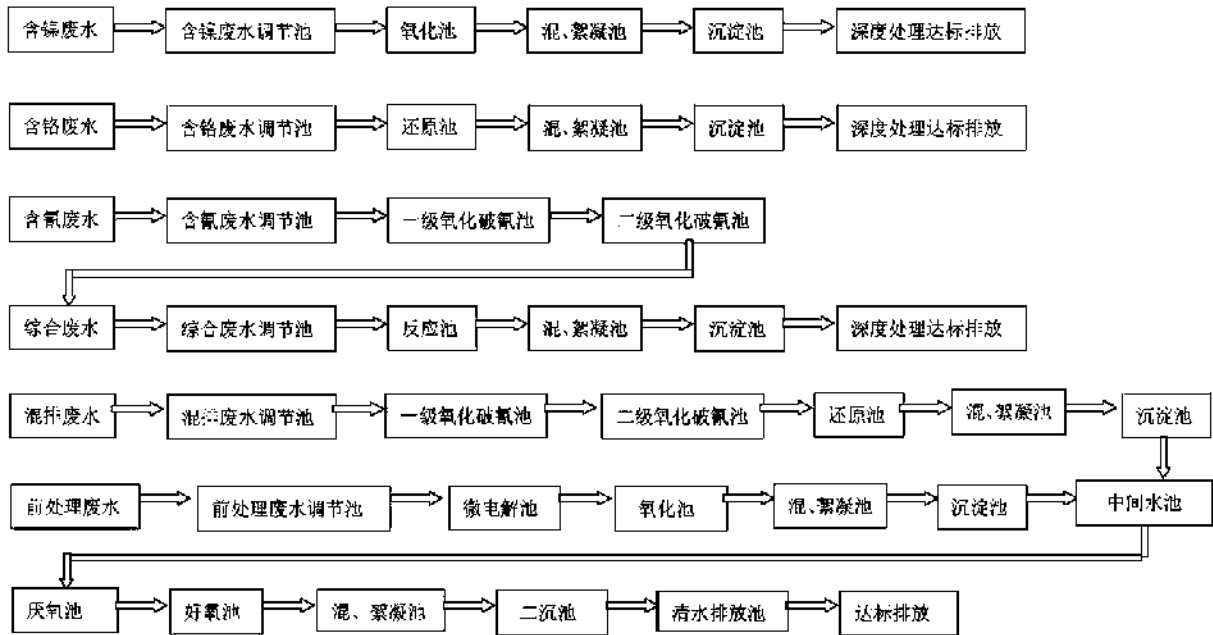 含镍废水 含镍废水调节池 氧化池 混、絮凝池 沉淀池 深度处理达标排放
含铬废水 含铬废水调节池 还原池 混、絮凝池 沉淀池 深度处理达标排放
含氰废水 含氰废水调节池 一级氧化破氰池 二级氧化破氰池
综合废水 综合废水调节池 反应池 混、絮凝池 沉淀池 深度处理达标排放
混排废水 混排废水调节池 一级氧化破氰池 二级氧化破氰池 还原池 混、絮凝池 沉淀池
前处理废水 前处理废水调节池 微电解池 氧化池 混、絮凝池 沉淀池 中间水池
厌氧池 好氧池 混、絮凝池 二沉池 清水排放池 达标排放